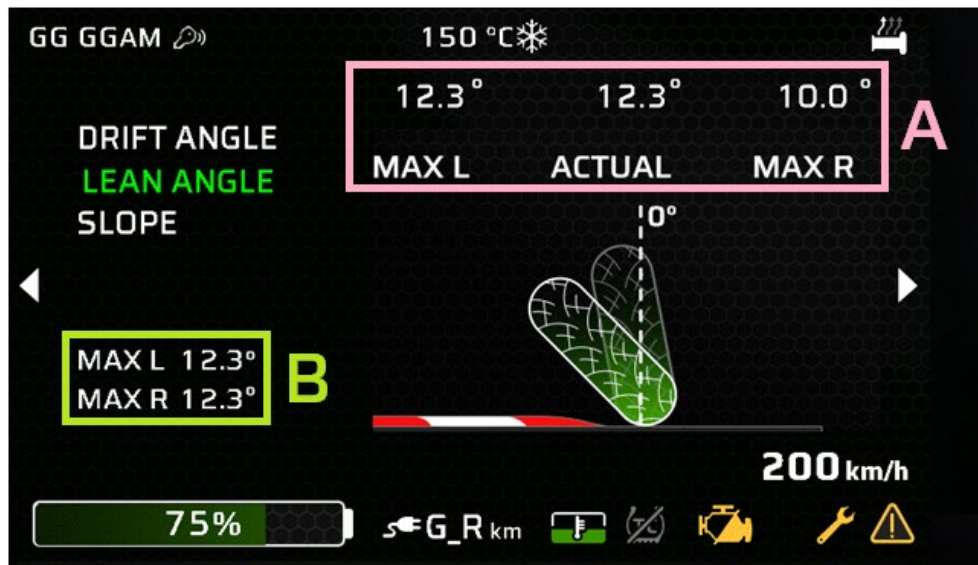 GG GGAM 150 °C
12.3° 12.3° 10.0 °
A
MAX L ACTUAL MAX R
DRIFT ANGLE
LEAN ANGLE
SLOPE
0°
MAX L 12.3°
MAX R 12.3°
B
200 km/h
75% G_R km TC